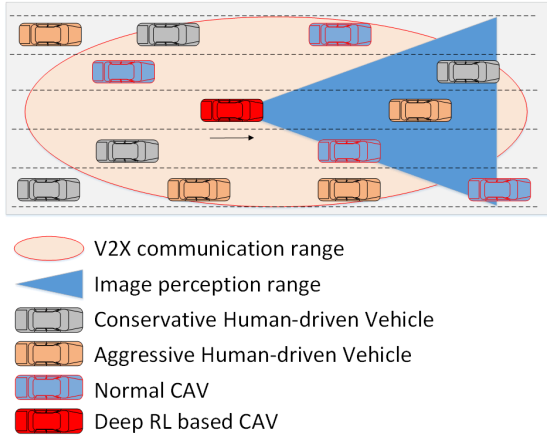 V2X communication range
Image perception range
Conservative Human-driven Vehicle
Aggressive Human-driven Vehicle
Normal CAV
Deep RL based CAV